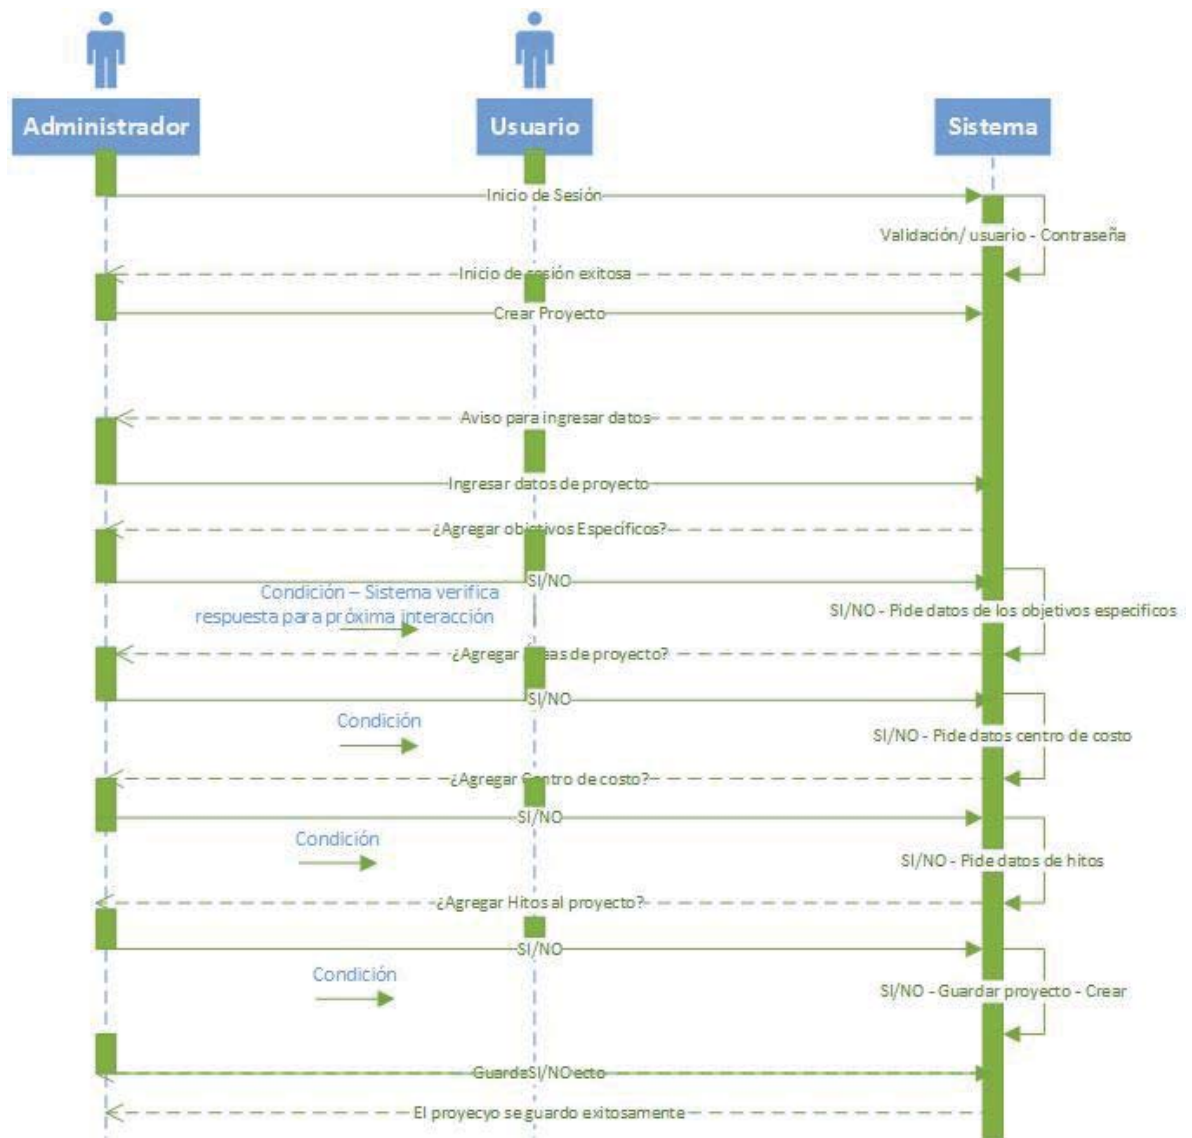 Administrador
Usuario
Sistema
Inicio de Sesión
Validación/ usuario - Contraseña
Inicio de sesión exitosa
Crear Proyecto
Aviso para ingresar datos
Ingresar datos de proyecto
¿Agregar objetivos Específicos?
SI/NO
Condición – Sistema verifica
respuesta para próxima interacción
SI/NO - Pide datos de los objetivos especificos
¿Agregar Áreas de proyecto?
SI/NO
Condición
SI/NO - Pide datos centro de costo
¿Agregar Centro de costo?
SI/NO
Condición
SI/NO - Pide datos de hitos
¿Agregar Hitos al proyecto?
SI/NO
Condición
SI/NO - Guardar proyecto - Crear
SI/NO
El proyecyo se guardo exitosamente